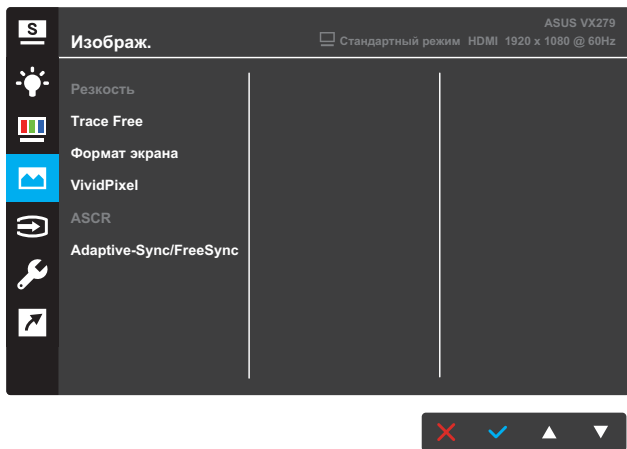 S
ASUS VX279
Изображ.
Стандартный режим HDMI 1920 x 1080 @ 60Hz
Резкость
Trace Free
Формат экрана
VividPixel
ASCR
Adaptive-Sync/FreeSync